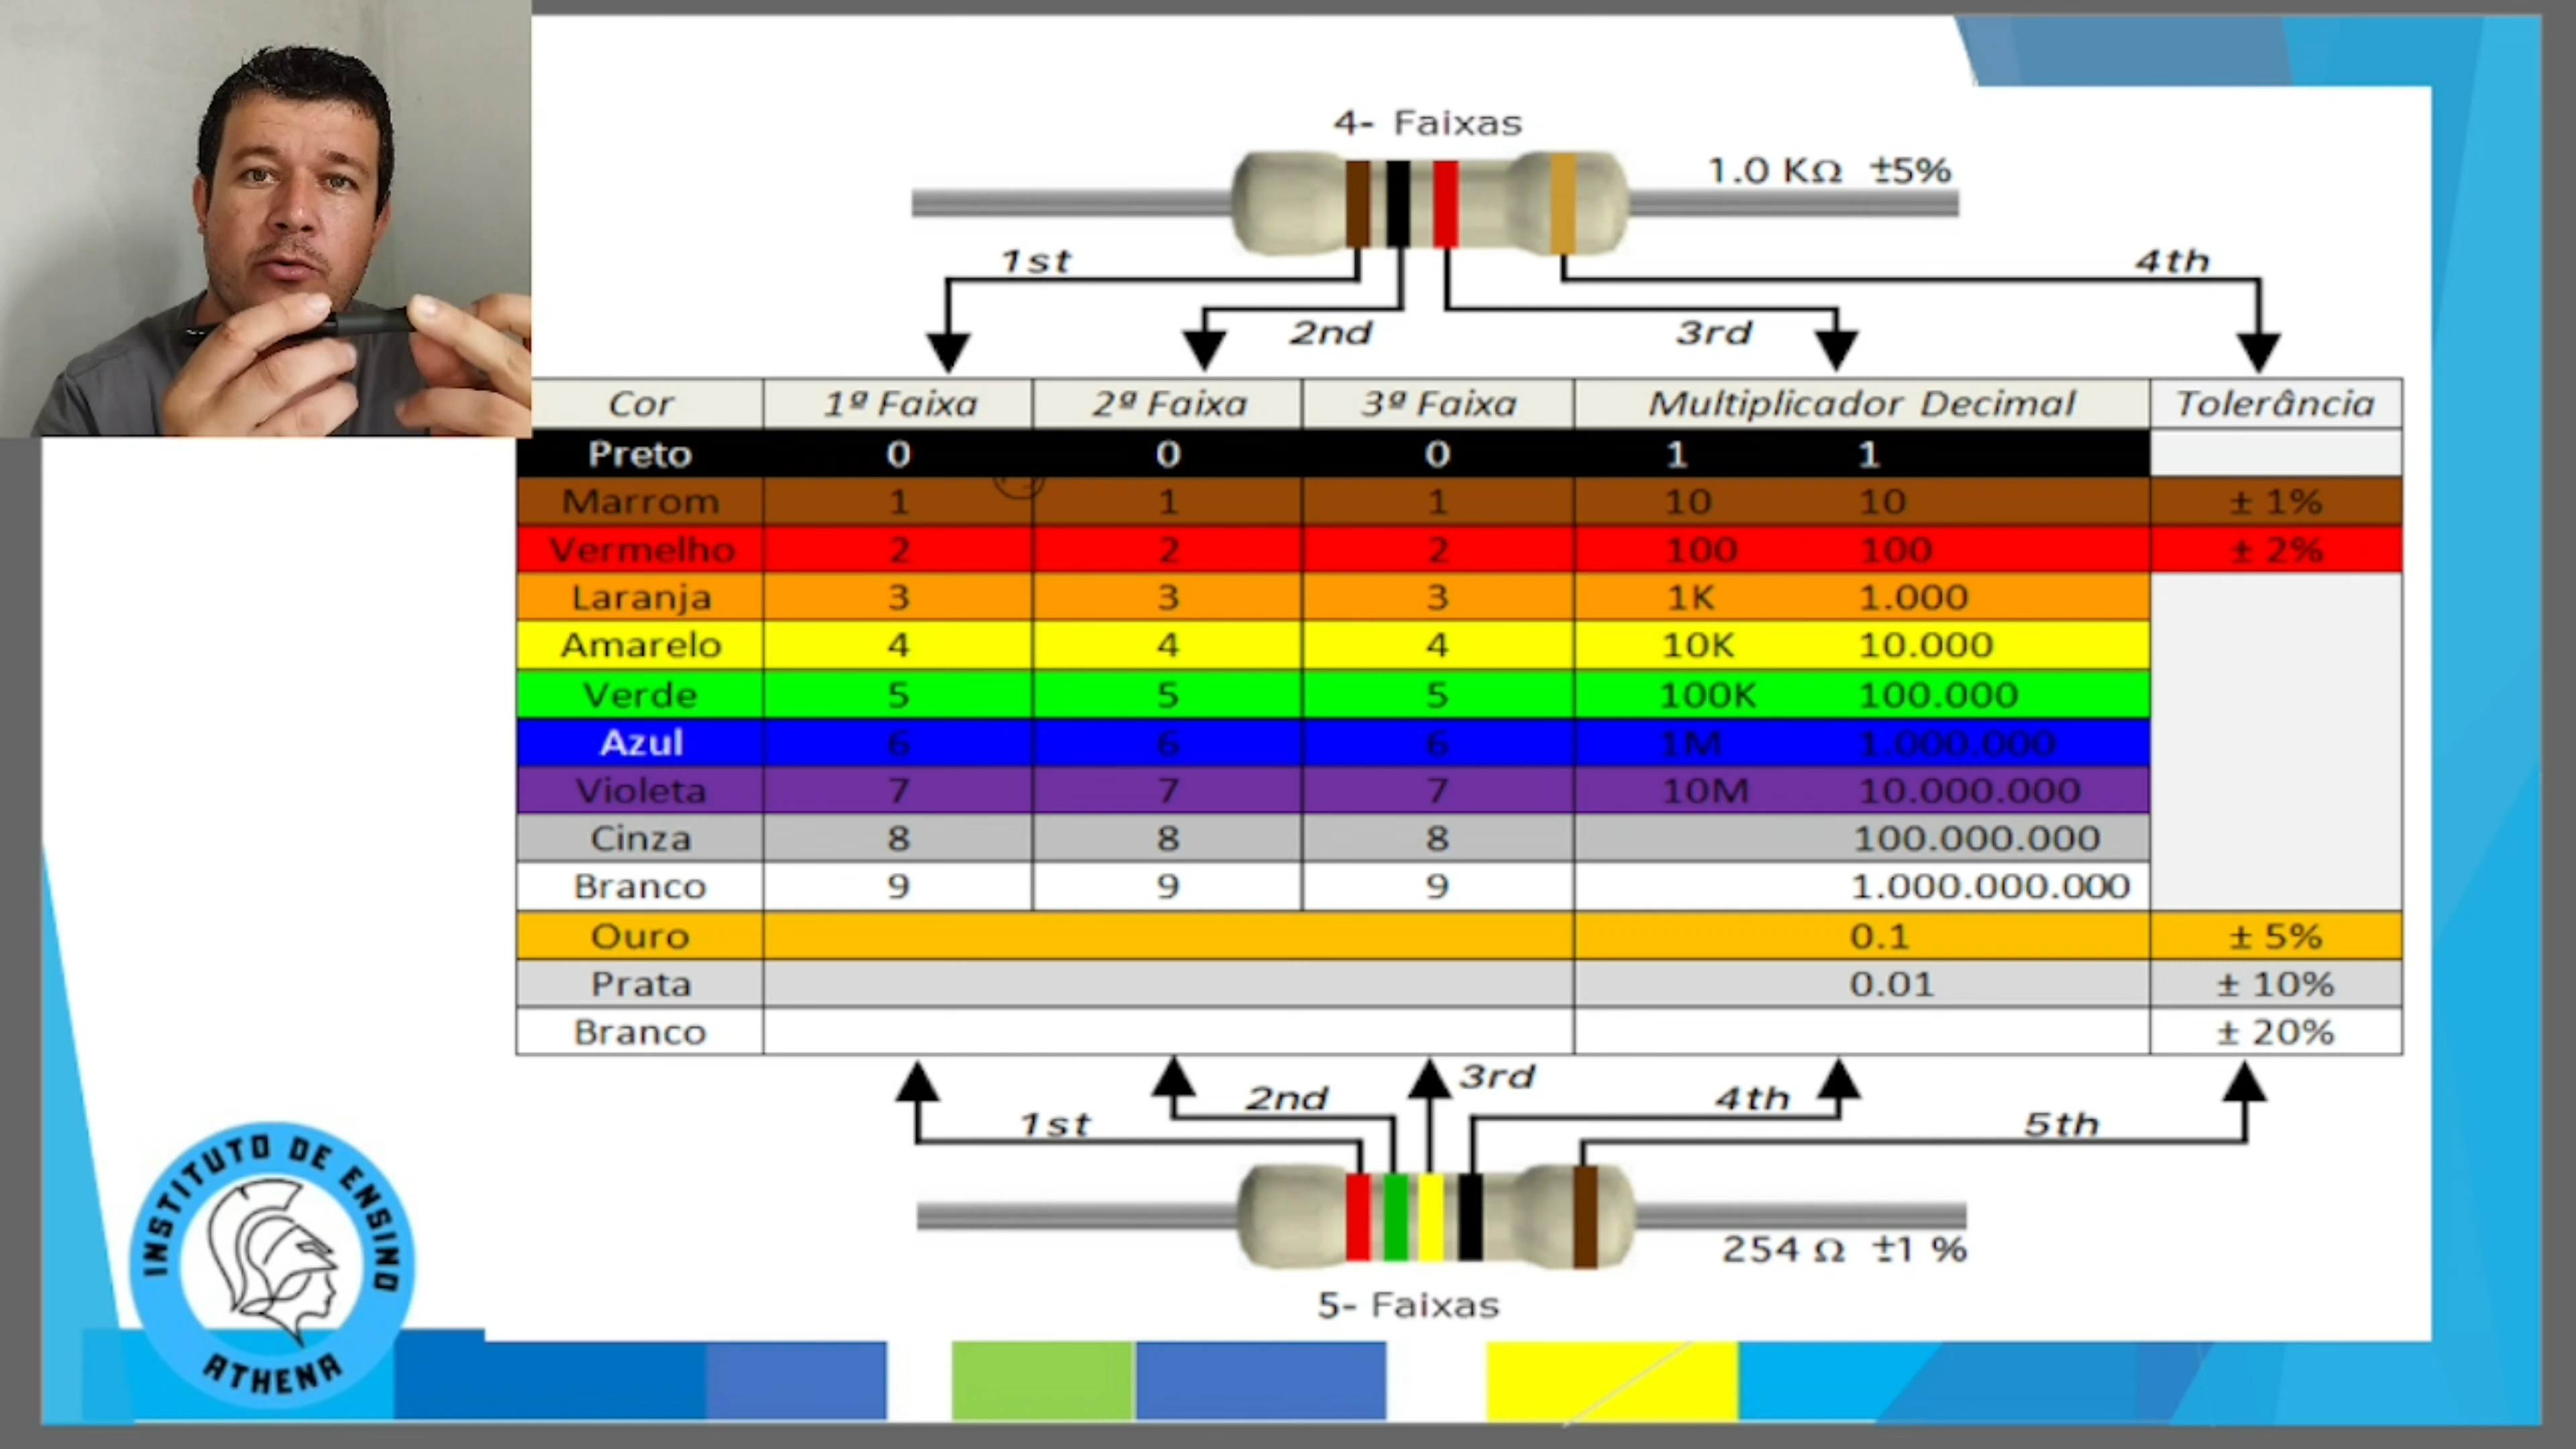 4- Faixas
1.0 KΩ ±5%
1st
4th
2nd
3rd
Cor 1ª Faixa 2ª Faixa 3ª Faixa Multiplicador Decimal Tolerância
Preto 0 0 0 1 1
Marrom 1 1 1 10 10 ± 1%
Vermelho 2 2 2 100 100 ± 2%
Laranja 3 3 3 1K 1.000
Amarelo 4 4 4 10K 10.000
Verde 5 5 5 100K 100.000
Azul 6 6 6 1M 1.000.000
Violeta 7 7 7 10M 10.000.000
Cinza 8 8 8 100.000.000
Branco 9 9 9 1.000.000.000
Ouro 0.1 ± 5%
Prata 0.01 ± 10%
Branco ± 20%
3rd
2nd
4th
1st
5th
254 Ω ±1 %
5- Faixas
INSTITUTO DE ENSINO
ATHENA